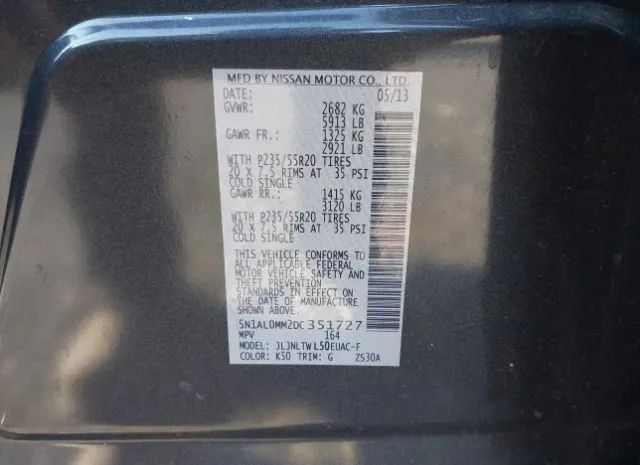 MFD BY NISSAN MOTOR CO., LTD.
DATE: 05/13
GVWR: 2682 KG
5913 LB
GAWR FR.: 1325 KG
2921 LB
WITH P235/55R20 TIRES
20 X 7.5 RIMS AT 35 PSI
COLD SINGLE
GAWR RR.: 1415 KG
3120 LB
WITH P235/55R20 TIRES
20 X 7.5 RIMS AT 35 PSI
COLD SINGLE
THIS VEHICLE CONFORMS TO
ALL APPLICABLE FEDERAL
MOTOR VEHICLE SAFETY AND
THEFT PREVENTION
STANDARDS IN EFFECT ON
THE DATE OF MANUFACTURE
SHOWN ABOVE.
5N1AL0MM2DC351727
MPV 164
MODEL: JLJNLTWL50EUAC-F
COLOR: K50 TRIM: G ZS30A